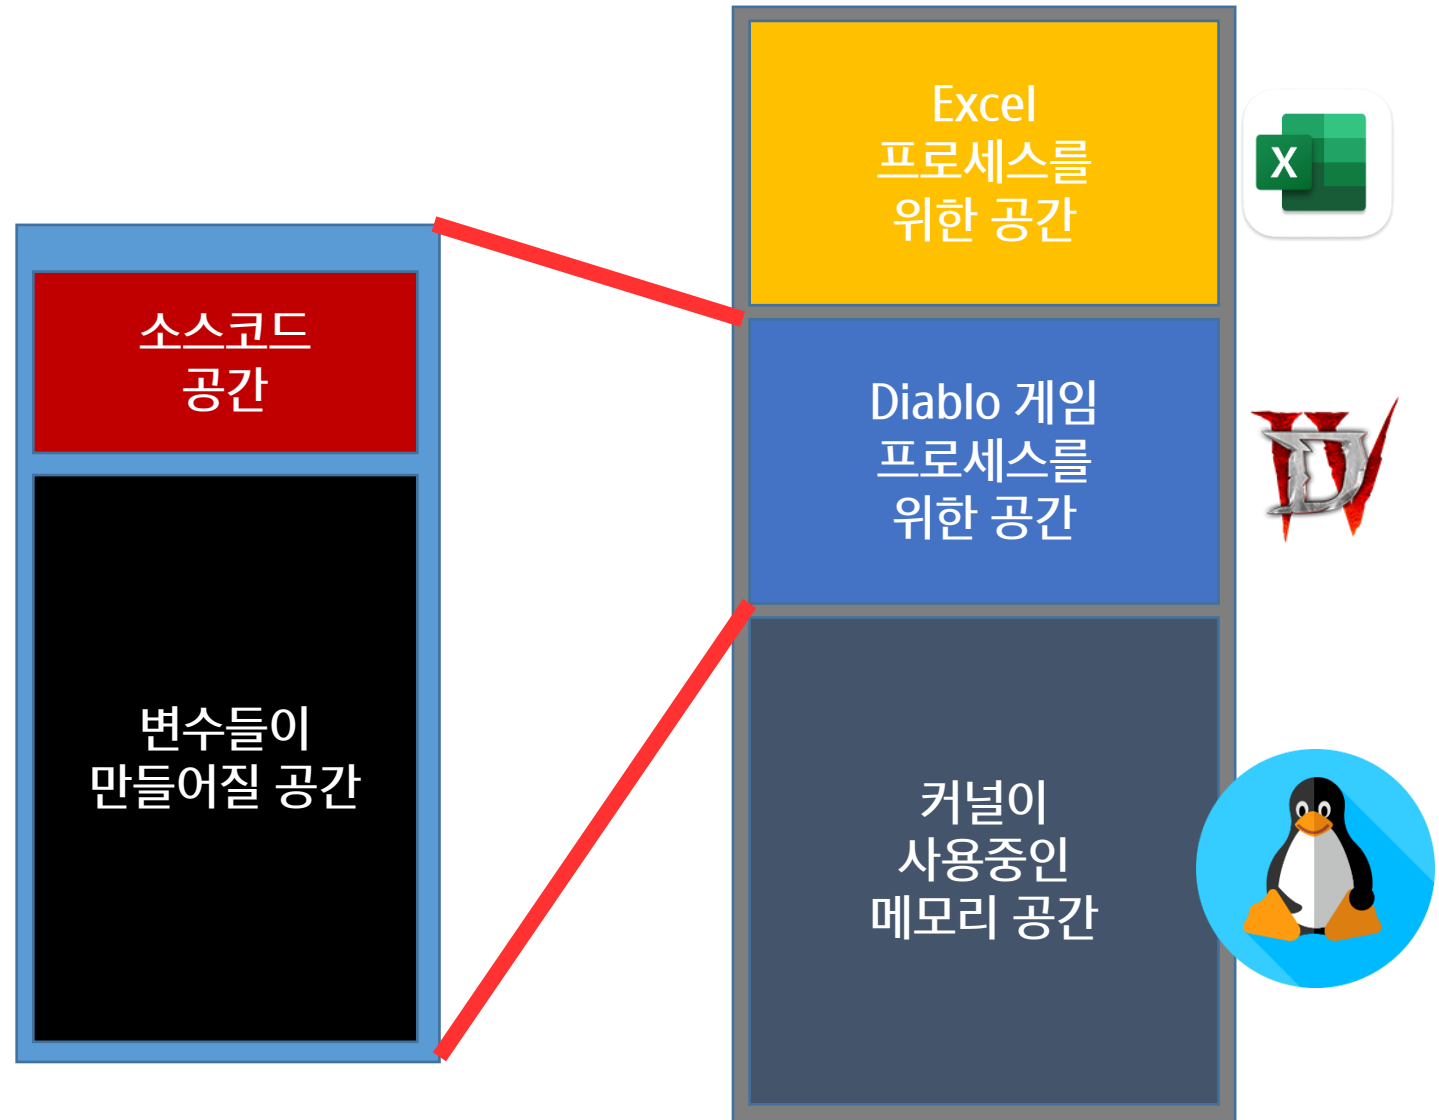 소스코드
공간
변수들이
만들어질 공간
Excel
프로세스를
위한 공간
X
Diablo 게임
프로세스를
위한 공간
D
IV
커널이
사용중인
메모리 공간